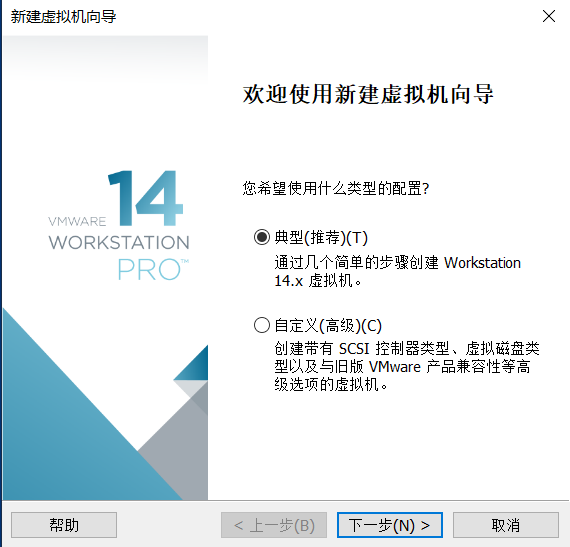 新建虚拟机向导
VMWARE 14
WORKSTATION
PRO™
欢迎使用新建虚拟机向导
您希望使用什么类型的配置?
典型(推荐)(T)
通过几个简单的步骤创建 Workstation
14.x 虚拟机。
自定义(高级)(C)
创建带有 SCSI 控制器类型、虚拟磁盘类
型以及与旧版 VMware 产品兼容性等高
级选项的虚拟机。
帮助
< 上一步(B)
下一步(N) >
取消